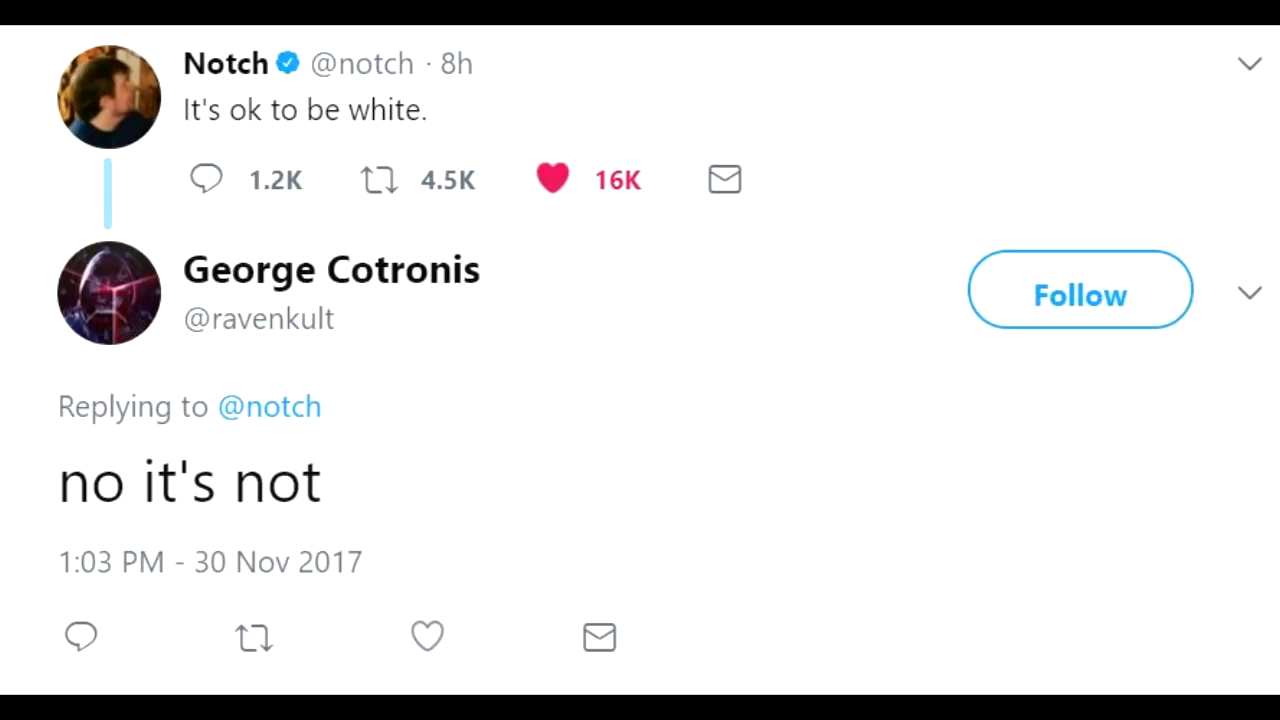 Notch @notch · 8h
It's ok to be white.
1.2K 4.5K 16K
George Cotronis
Follow
@ravenkult
Replying to @notch
no it's not
1:03 PM - 30 Nov 2017